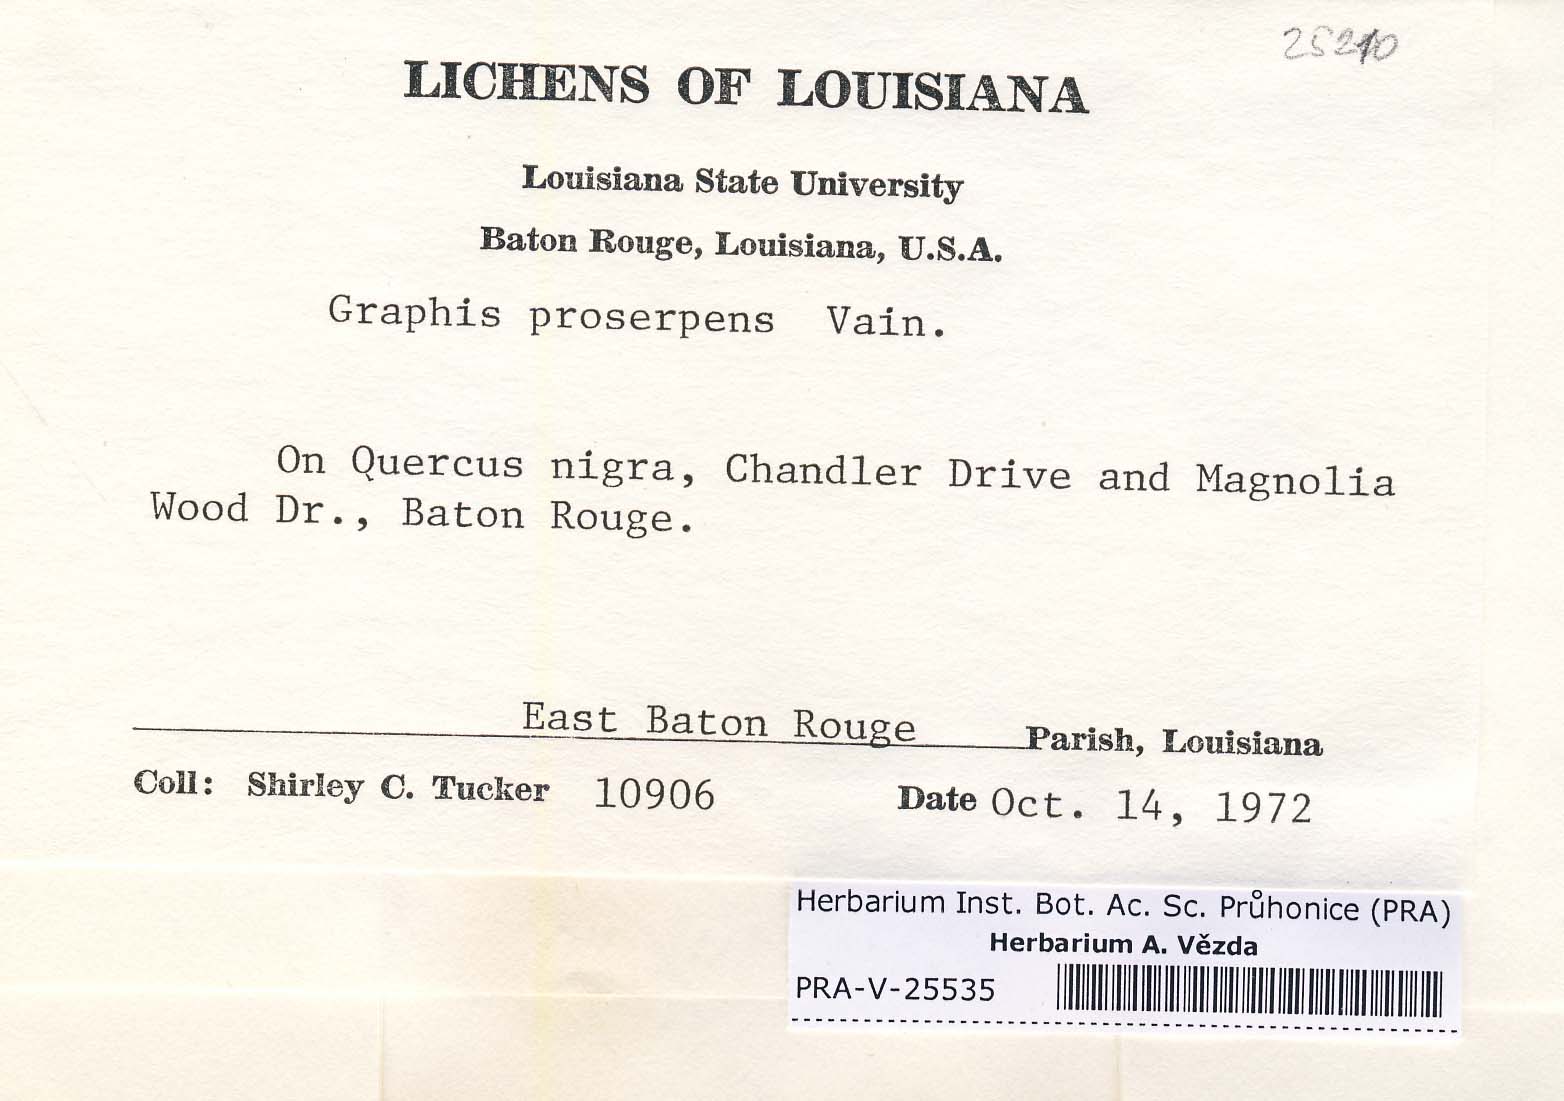 25210
LICHENS OF LOUISIANA
Louisiana State University
Baton Rouge, Louisiana, U.S.A.
Graphis proserpens Vain.
On Quercus nigra, Chandler Drive and Magnolia
Wood Dr., Baton Rouge.
East Baton Rouge Parish, Louisiana
Coll: Shirley C. Tucker 10906 Date Oct. 14, 1972
Herbarium Inst. Bot. Ac. Sc. Průhonice (PRA)
Herbarium A. Vězda
PRA-V-25535